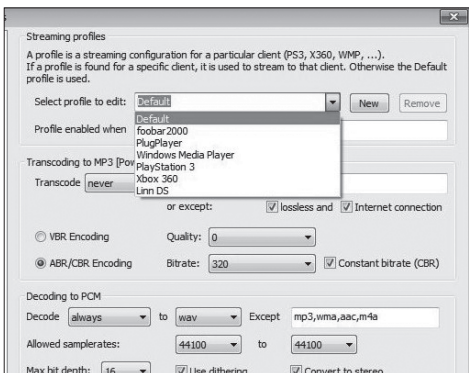 Streaming profiles
A profile is a streaming configuration for a particular client (PS3, X360, WMP, ...).
If a profile is found for a specific client, it is used to stream to that client. Otherwise the Default
profile is used.
Select profile to edit: Default New Remove
Default
foobar2000
PlugPlayer
Windows Media Player
PlayStation 3
Xbox 360
Linn DS
Profile enabled when
Transcoding to MP3 [Pow
Transcode never
or except: lossless and Internet connection
VBR Encoding Quality: 0
ABR/CBR Encoding Bitrate: 320 Constant bitrate (CBR)
Decoding to PCM
Decode always to wav Except mp3,wma,aac,m4a
Allowed samplerates: 44100 to 44100
Max bit depth: 16 Use dithering Convert to stereo